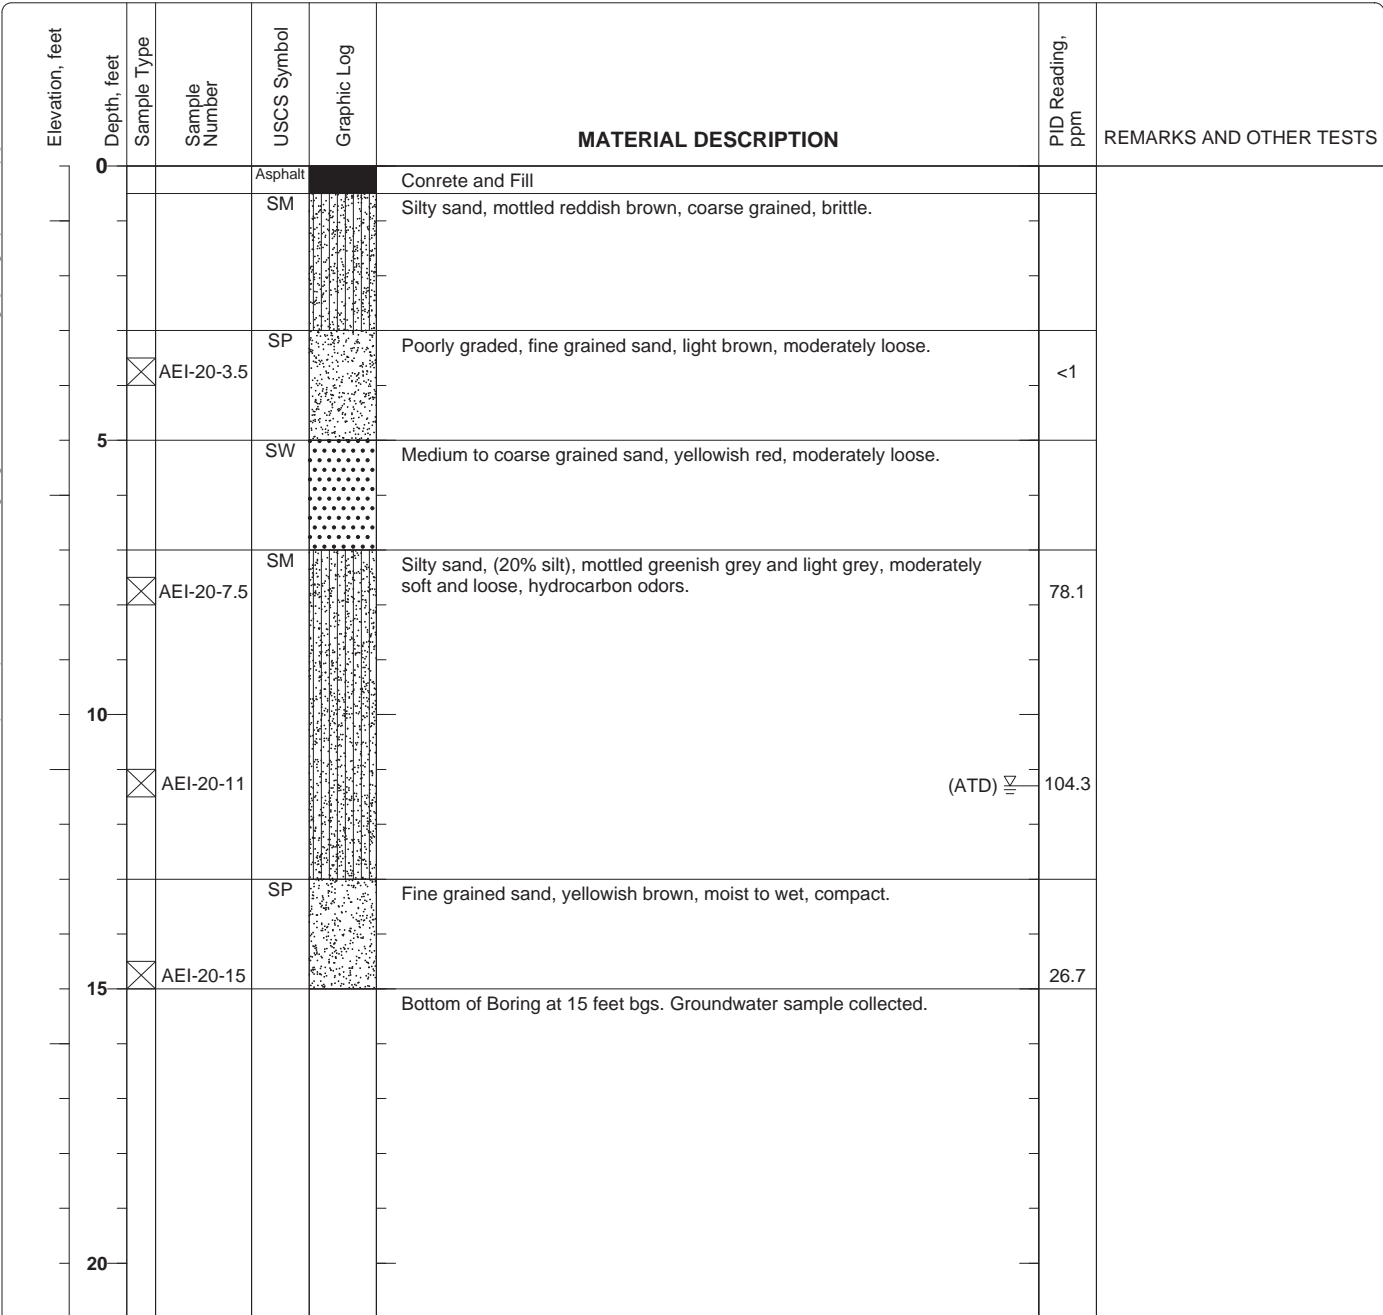 Elevation, feet
Depth, feet
Sample Type
Sample
Number
USCS Symbol
Graphic Log
MATERIAL DESCRIPTION
PID Reading,
ppm
REMARKS AND OTHER TESTS
0
Asphalt
Conrete and Fill
SM
Silty sand, mottled reddish brown, coarse grained, brittle.
SP
Poorly graded, fine grained sand, light brown, moderately loose.
AEI-20-3.5
<1
5
SW
Medium to coarse grained sand, yellowish red, moderately loose.
SM
Silty sand, (20% silt), mottled greenish grey and light grey, moderately
soft and loose, hydrocarbon odors.
AEI-20-7.5
78.1
10
AEI-20-11
(ATD)
104.3
SP
Fine grained sand, yellowish brown, moist to wet, compact.
AEI-20-15
26.7
15
Bottom of Boring at 15 feet bgs. Groundwater sample collected.
20